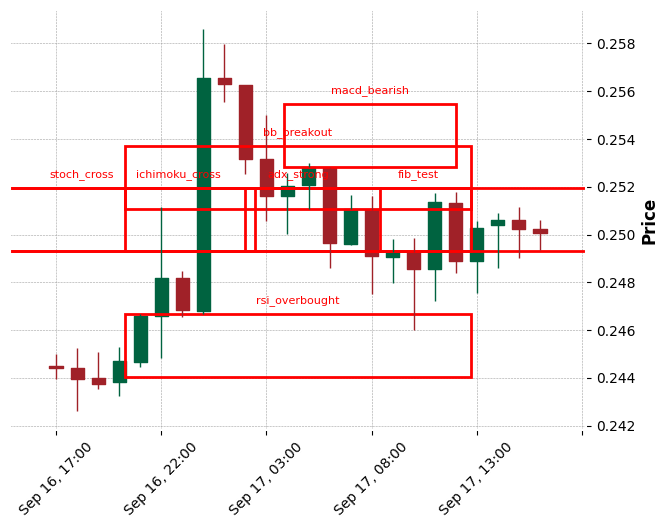 0.258
0.256
macd_bearish
0.254
bb_breakout
stoch_cross
ichimoku_cross
adx_strong
fib_test
0.252
0.250
Price
0.248
rsi_overbought
0.246
0.244
0.242
Sep 16, 17:00
Sep 16, 22:00
Sep 17, 03:00
Sep 17, 08:00
Sep 17, 13:00